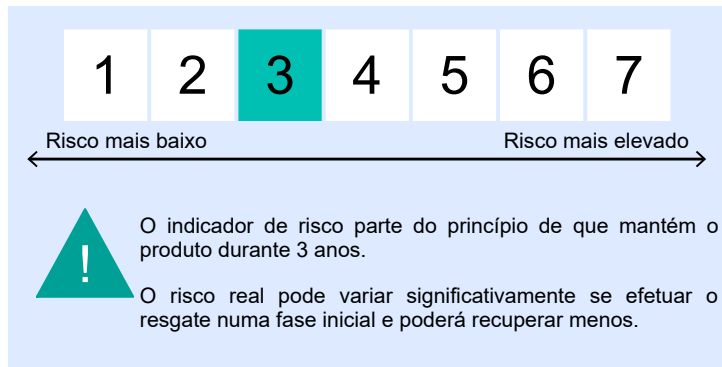 1 2 3 4 5 6 7
Risco mais baixo Risco mais elevado
!
O indicador de risco parte do princípio de que mantém o
produto durante 3 anos.
O risco real pode variar significativamente se efetuar o
resgate numa fase inicial e poderá recuperar menos.